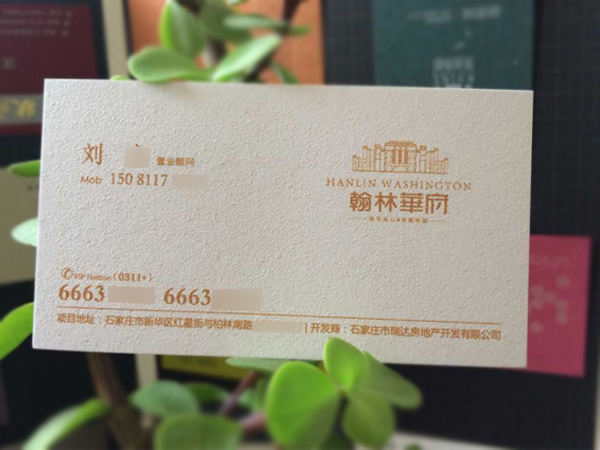 刘 置业顾问
Mob 150 8117
HANLIN WASHINGTON
翰林華府
VIP Hotline（0311+）
6663 6663
项目地址：石家庄市新华区红星街与柏林南路 | 开发商：石家庄市瑞达房地产开发有限公司